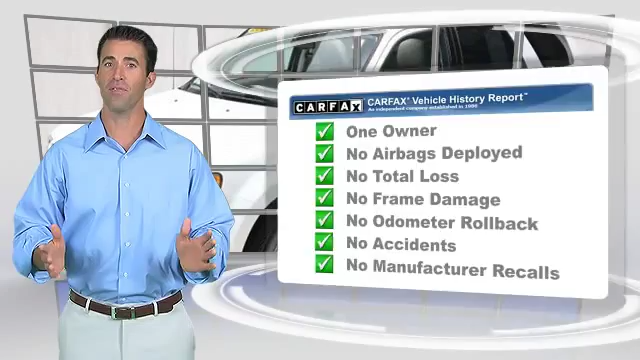 CARFAX CARFAX® Vehicle History Report™
An independent company established in 1986
One Owner
No Airbags Deployed
No Total Loss
No Frame Damage
No Odometer Rollback
No Accidents
No Manufacturer Recalls